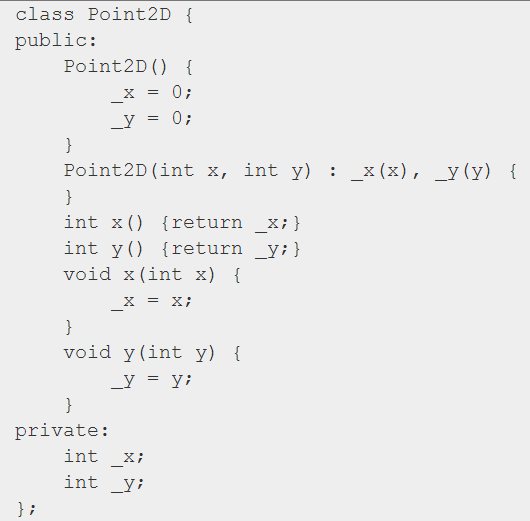 class Point2D {
public:
    Point2D() {
        _x = 0;
        _y = 0;
    }
    Point2D(int x, int y) : _x(x), _y(y) {
    }
    int x() {return _x;}
    int y() {return _y;}
    void x(int x) {
        _x = x;
    }
    void y(int y) {
        _y = y;
    }
private:
    int _x;
    int _y;
};